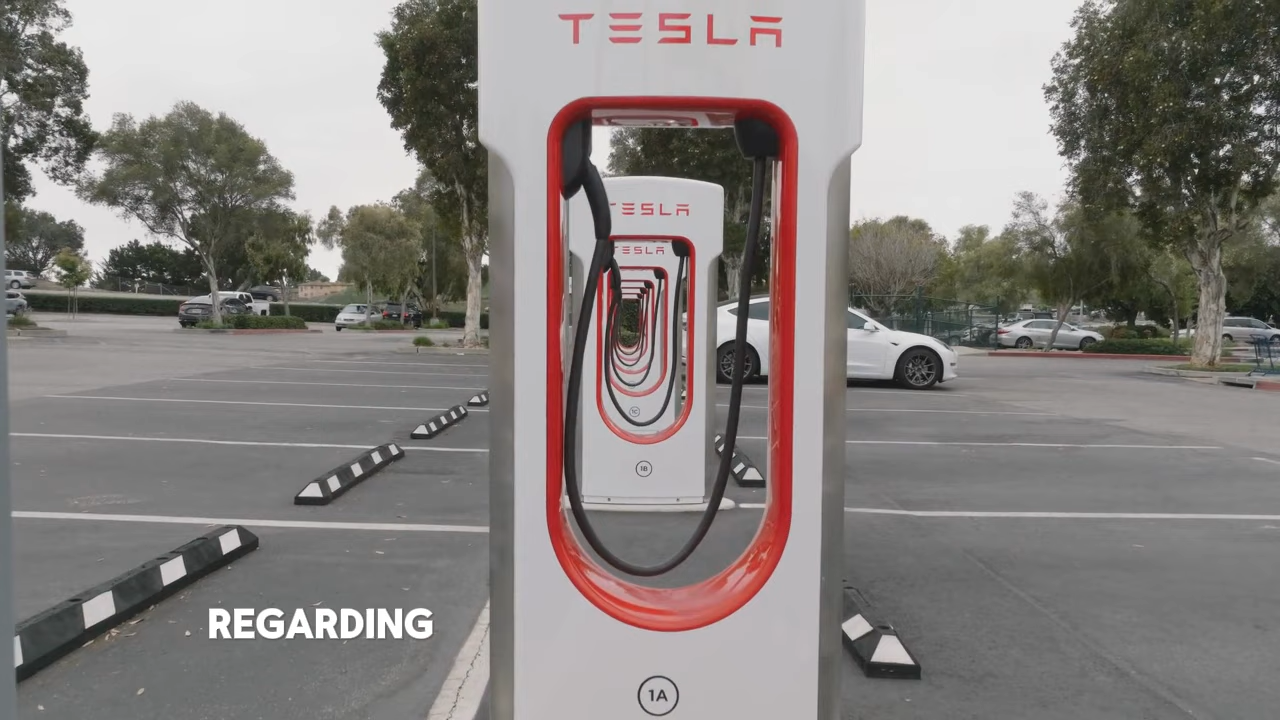 TESLA
TESLA
TESLA
1C
1B
REGARDING
1A